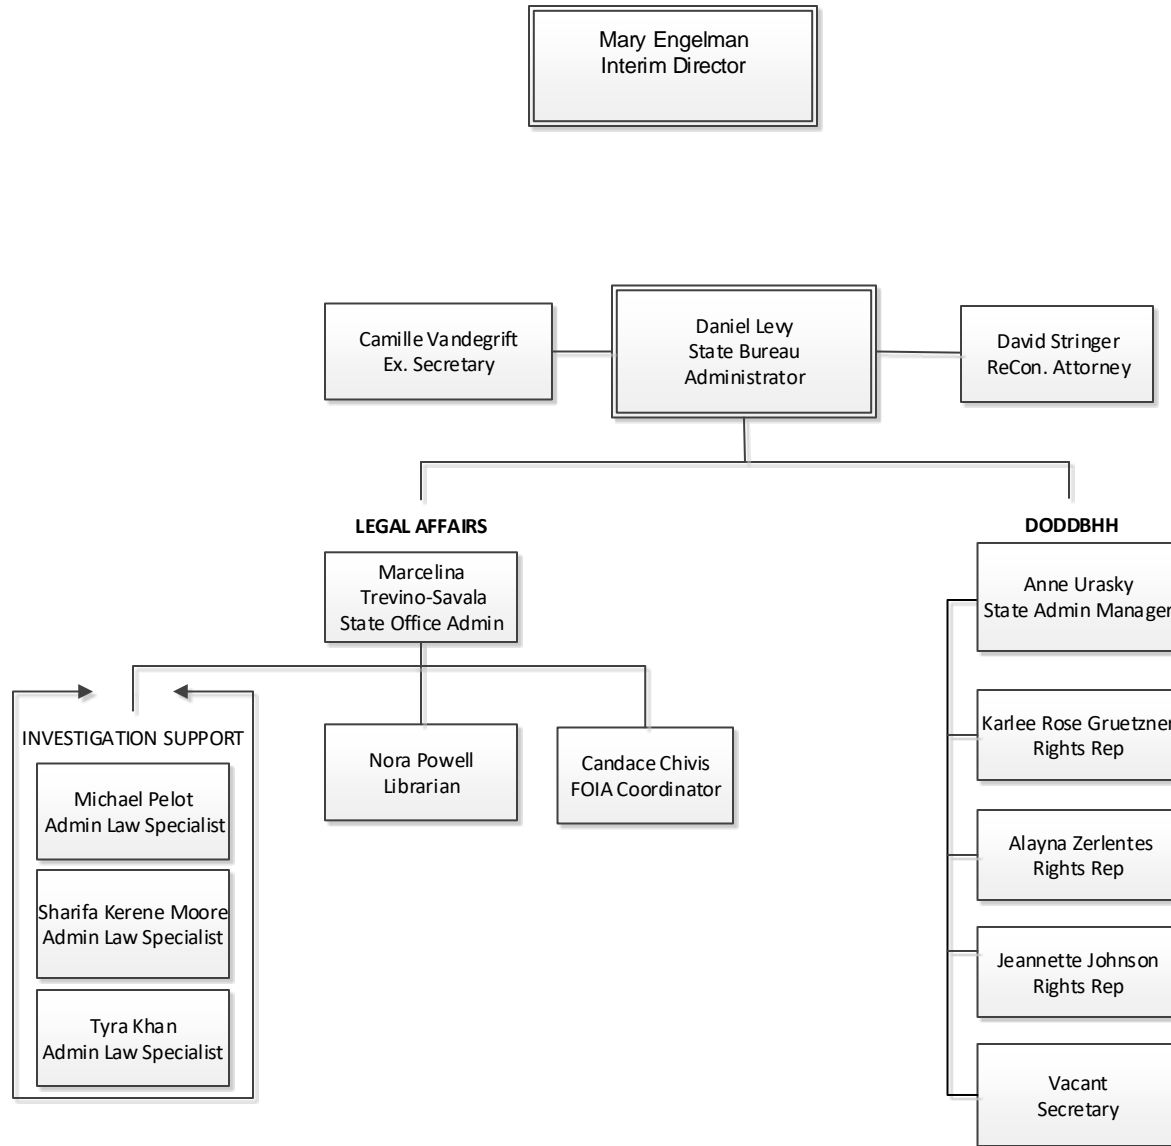 Mary Engelman
Interim Director
Camille Vandegrift
Ex. Secretary
Daniel Levy
State Bureau
Administrator
David Stringer
ReCon. Attorney
LEGAL AFFAIRS
Marcelina
Trevino-Savala
State Office Admin
INVESTIGATION SUPPORT
Michael Pelot
Admin Law Specialist
Sharifa Kerene Moore
Admin Law Specialist
Tyra Khan
Admin Law Specialist
Nora Powell
Librarian
Candace Chivis
FOIA Coordinator
DODDBHH
Anne Urasky
State Admin Manager
Karlee Rose Gruetzner
Rights Rep
Alayna Zerlentes
Rights Rep
Jeannette Johnson
Rights Rep
Vacant
Secretary